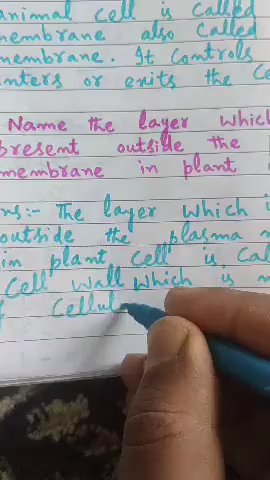 animal cell is called
membrane also called
membrane. It controls
enters or exits the ce
Name the layer which
present outside the
membrane in plant
ns:- The layer which i
outside the plasma
in plant cell is cal
Cell wall which is m
Cellul